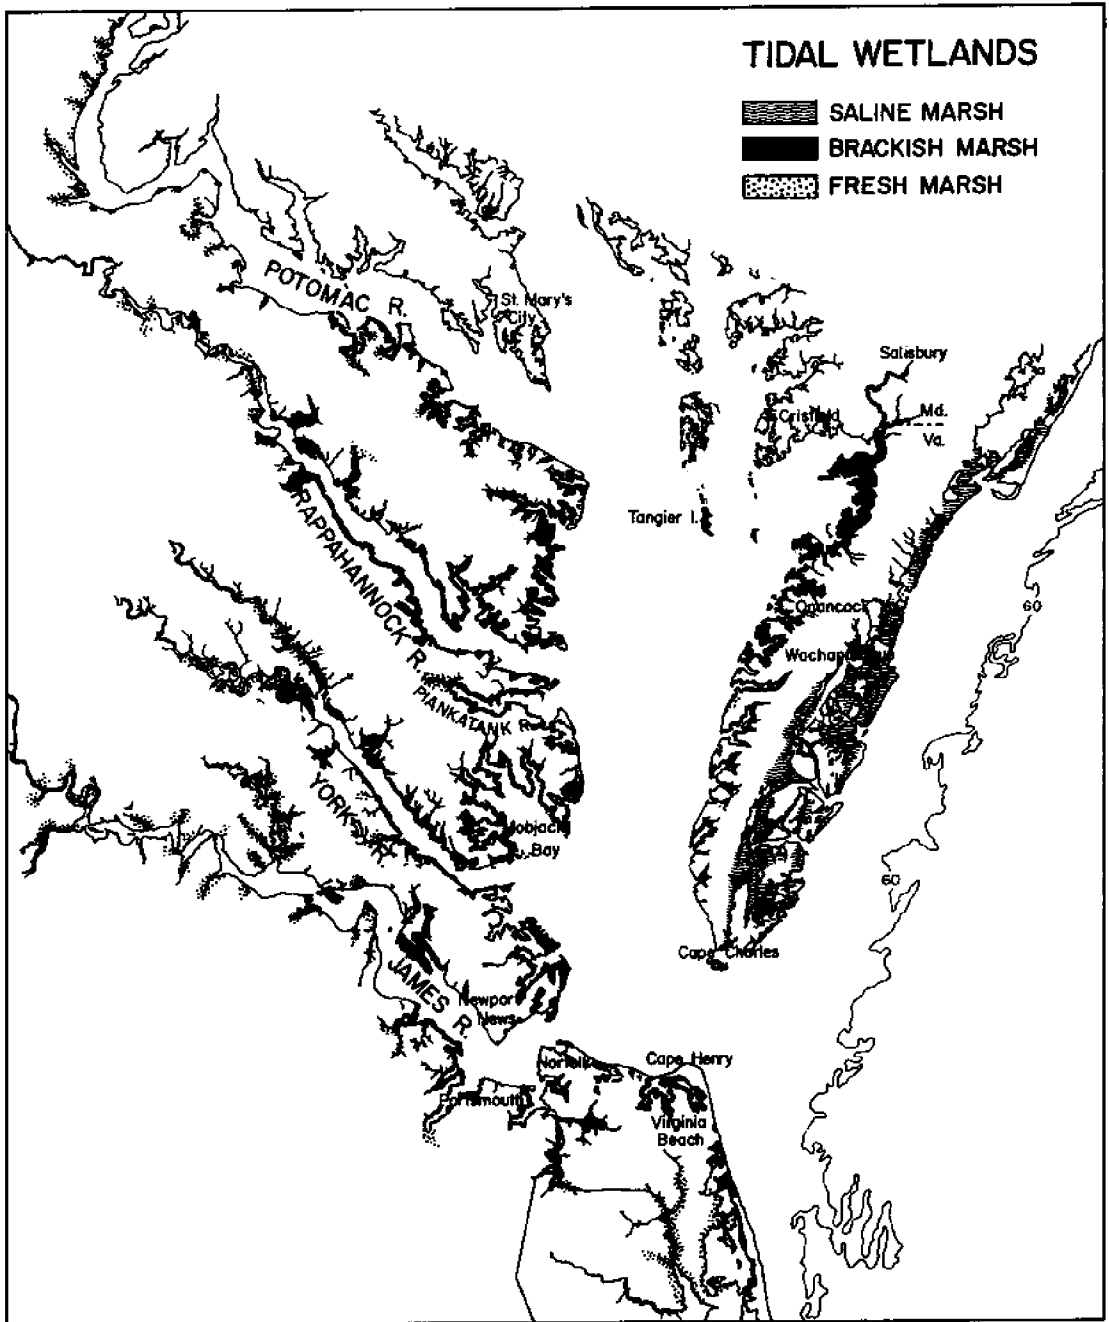 TIDAL WETLANDS
SALINE MARSH
BRACKISH MARSH
FRESH MARSH
POTOMAC R.
St. Mary's
City
Salisbury
Crisfield
Md.
Va.
Tangier I.
RAPPAHANNOCK R.
Onancock
60
PIANKATANK R.
YORK R.
Mobjack
Bay
60
Cape Charles
JAMES R.
Newport
News
Norfolk
Cape Henry
Portsmouth
Virginia
Beach